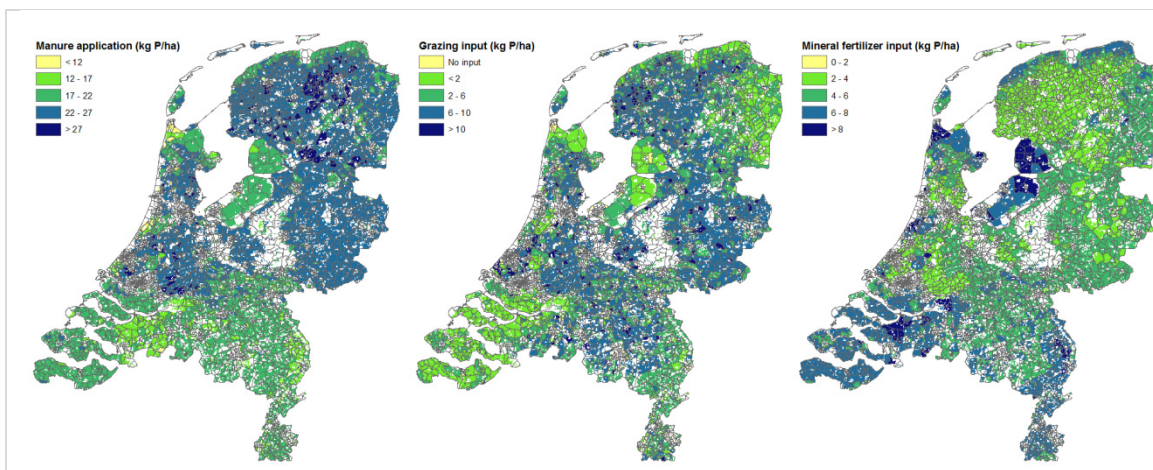 Manure application (kg P/ha)
< 12
12 - 17
17 - 22
22 - 27
> 27
Grazing input (kg P/ha)
No input
< 2
2 - 6
6 - 10
> 10
Mineral fertilizer input (kg P/ha)
0 - 2
2 - 4
4 - 6
6 - 8
> 8